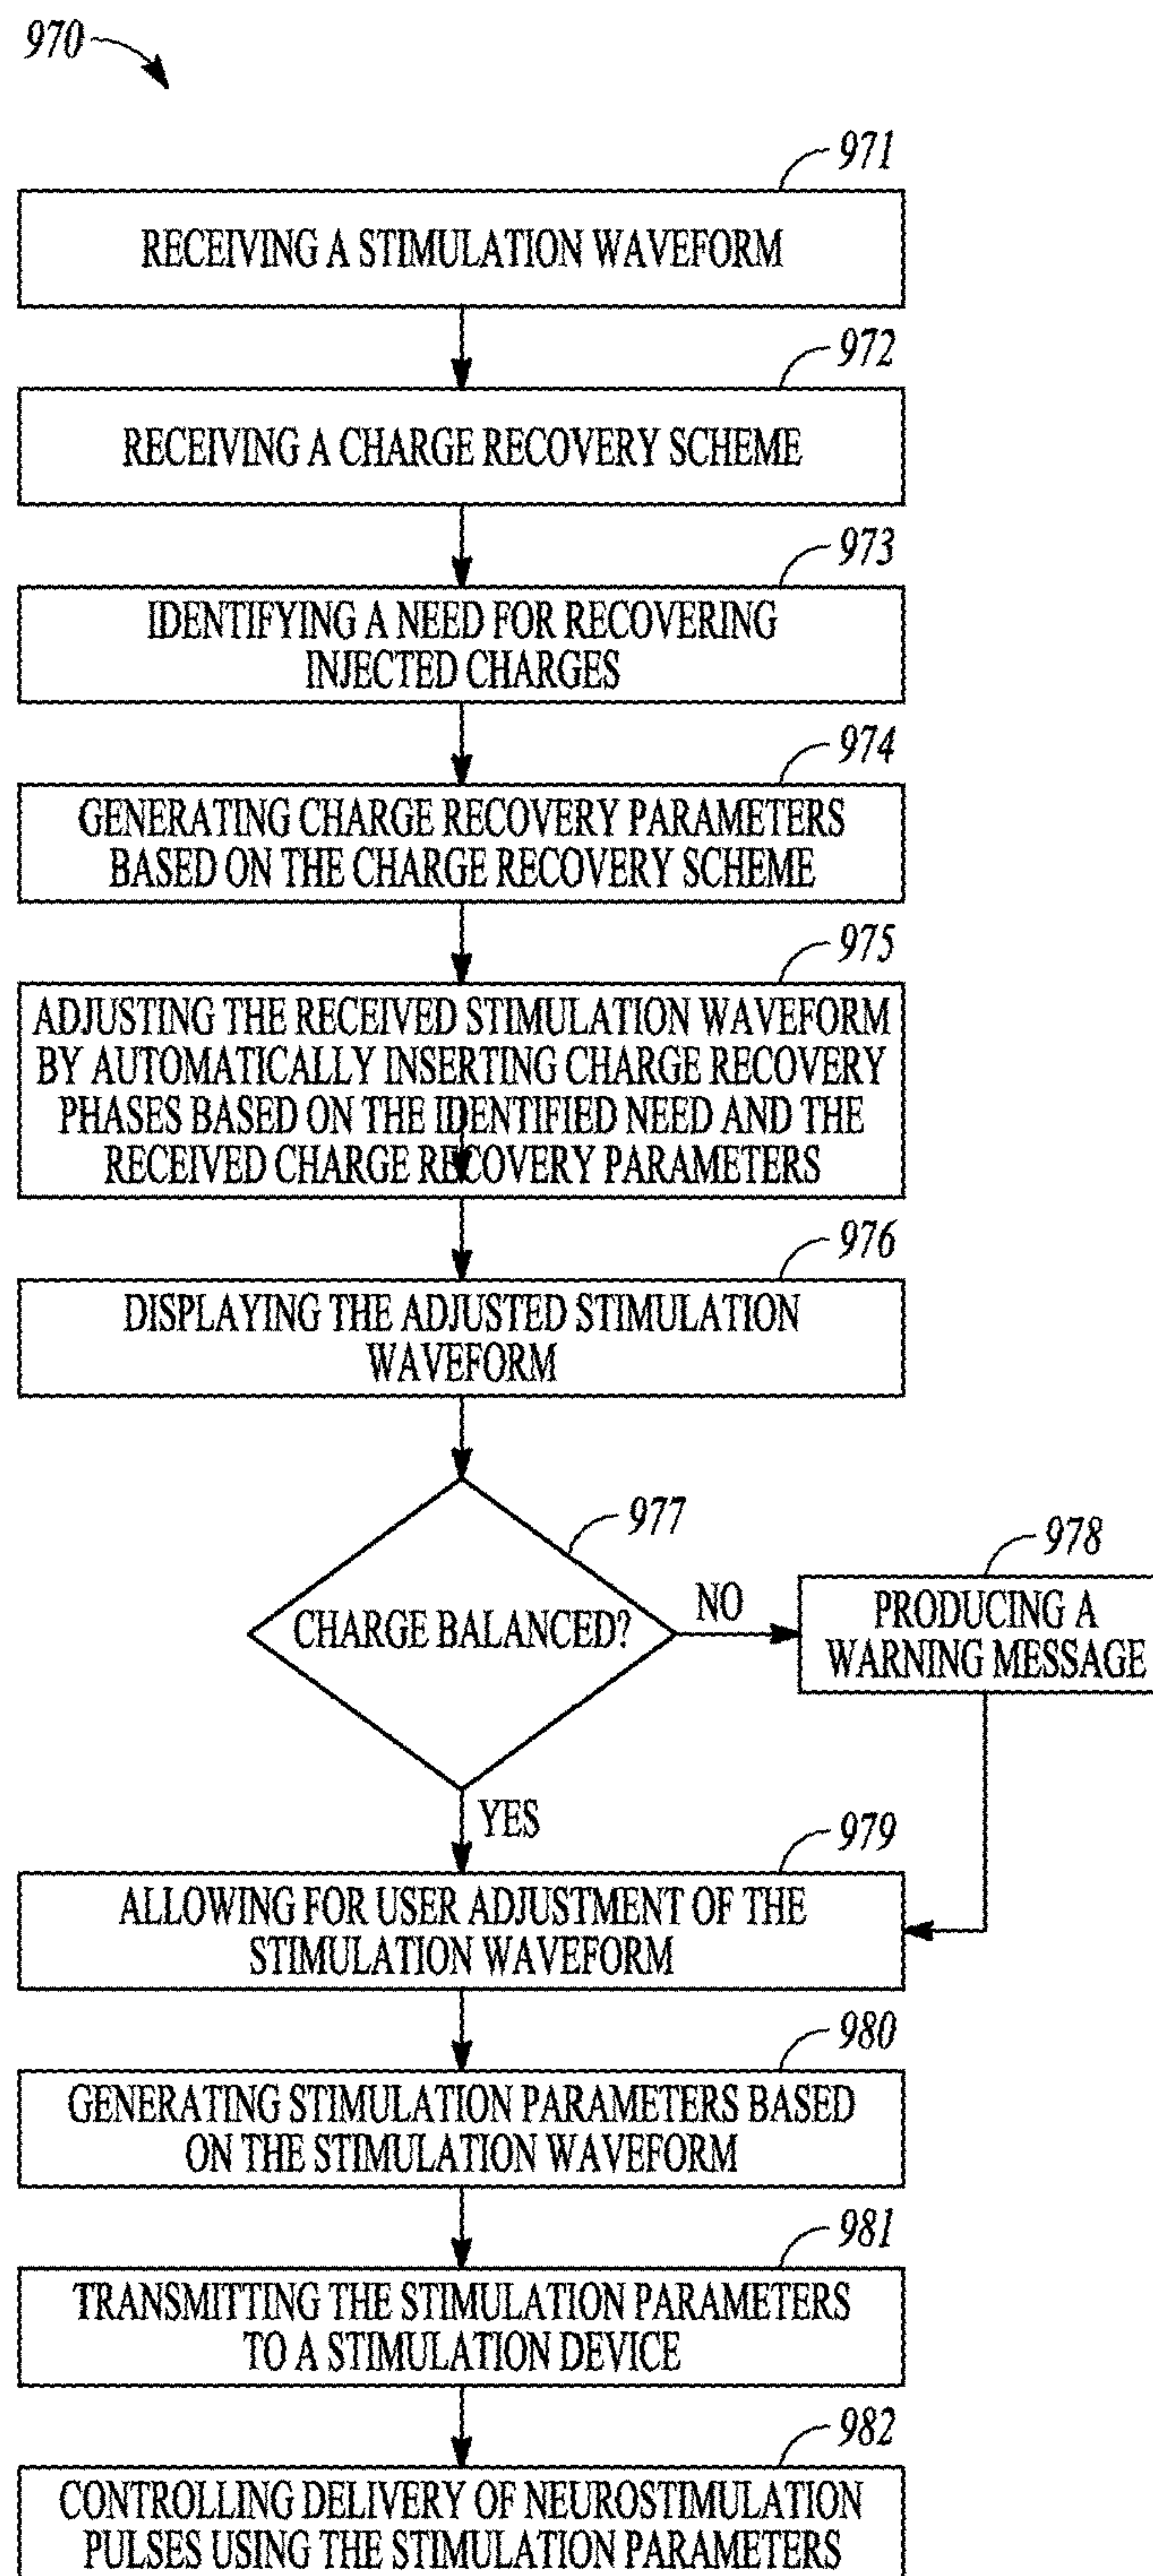 970
971
RECEIVING A STIMULATION WAVEFORM
972
RECEIVING A CHARGE RECOVERY SCHEME
973
IDENTIFYING A NEED FOR RECOVERING
INJECTED CHARGES
974
GENERATING CHARGE RECOVERY PARAMETERS
BASED ON THE CHARGE RECOVERY SCHEME
975
ADJUSTING THE RECEIVED STIMULATION WAVEFORM
BY AUTOMATICALLY INSERTING CHARGE RECOVERY
PHASES BASED ON THE IDENTIFIED NEED AND THE
RECEIVED CHARGE RECOVERY PARAMETERS
976
DISPLAYING THE ADJUSTED STIMULATION
WAVEFORM
977
CHARGE BALANCED?
NO
978
PRODUCING A
WARNING MESSAGE
YES
979
ALLOWING FOR USER ADJUSTMENT OF THE
STIMULATION WAVEFORM
980
GENERATING STIMULATION PARAMETERS BASED
ON THE STIMULATION WAVEFORM
981
TRANSMITTING THE STIMULATION PARAMETERS
TO A STIMULATION DEVICE
982
CONTROLLING DELIVERY OF NEUROSTIMULATION
PULSES USING THE STIMULATION PARAMETERS